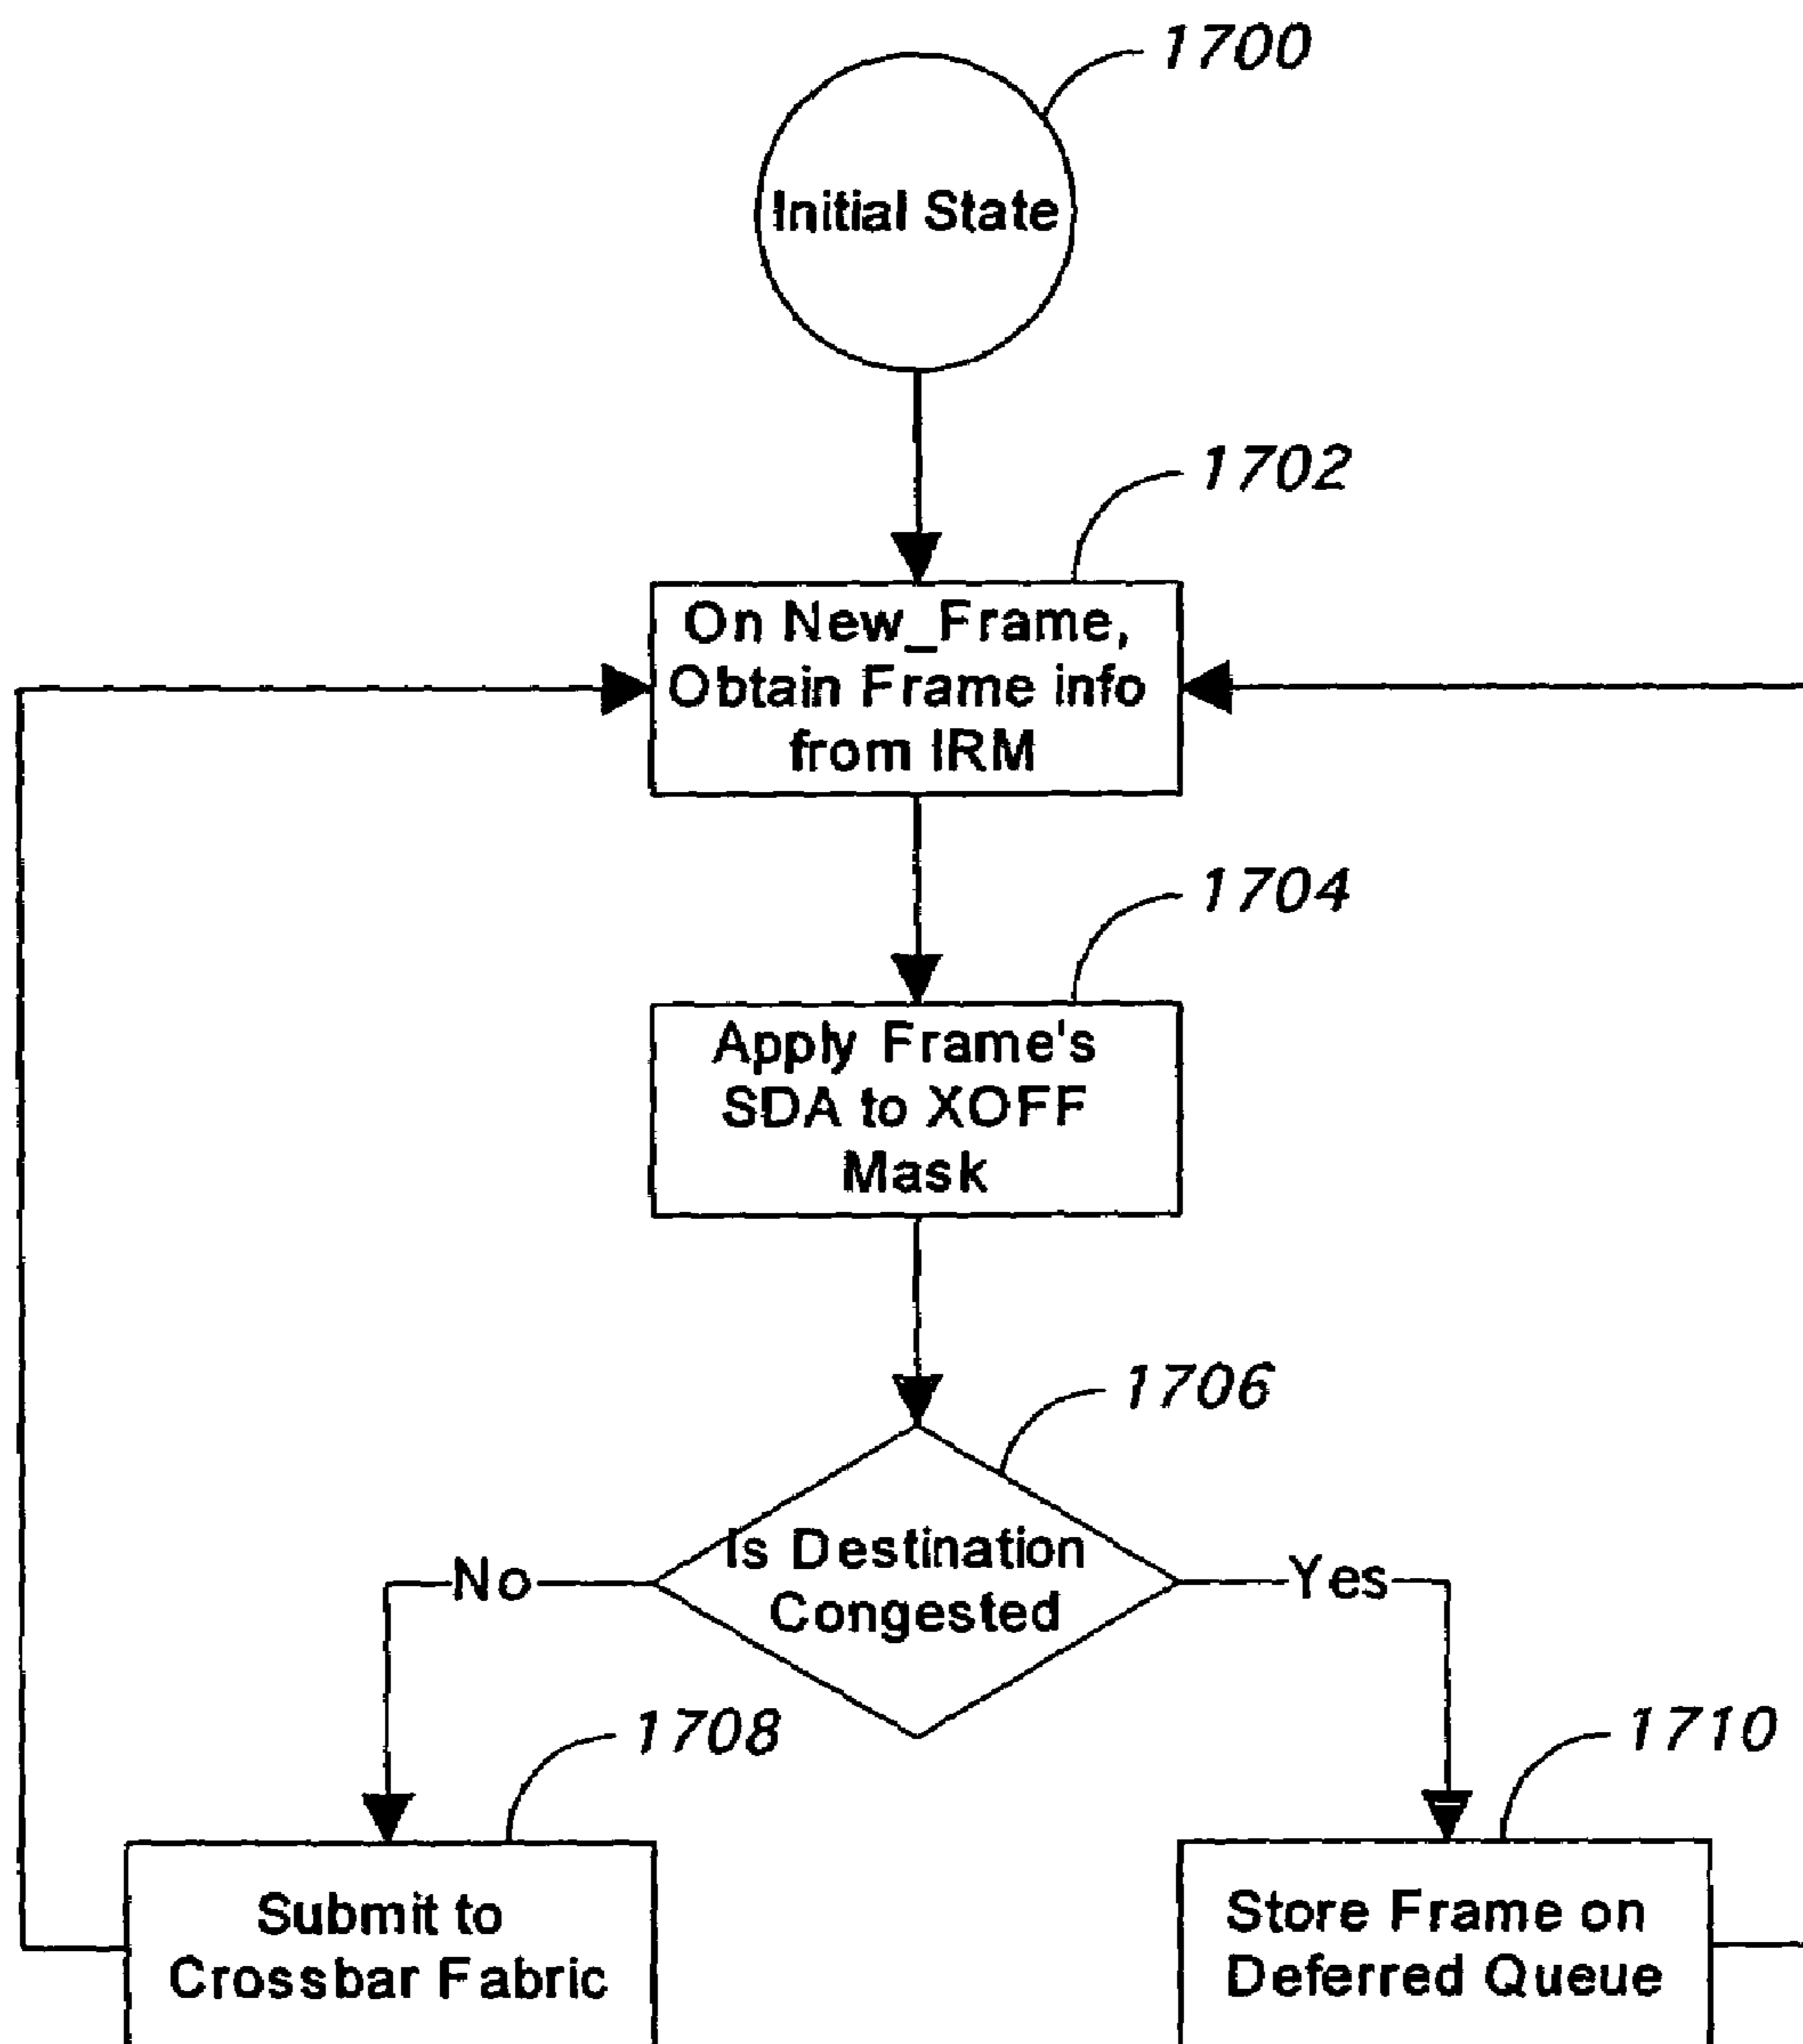 1700
Initial State
1702
On New_Frame,
Obtain Frame info
from IRM
1704
Apply Frame's
SDA to XOFF
Mask
1706
Is Destination
Congested
No
Yes
1708
Submit to
Crossbar Fabric
1710
Store Frame on
Deferred Queue